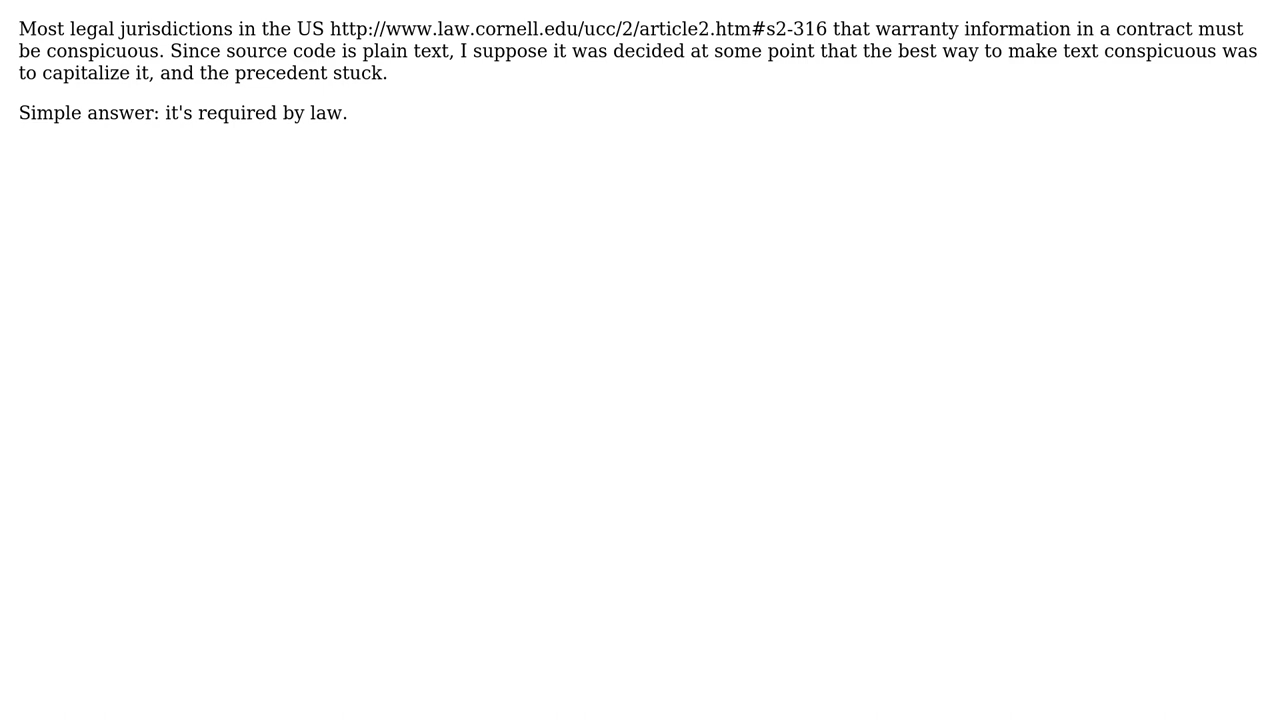 Most legal jurisdictions in the US http://www.law.cornell.edu/ucc/2/article2.htm#s2-316 that warranty information in a contract must
be conspicuous. Since source code is plain text, I suppose it was decided at some point that the best way to make text conspicuous was
to capitalize it, and the precedent stuck.
Simple answer: it's required by law.